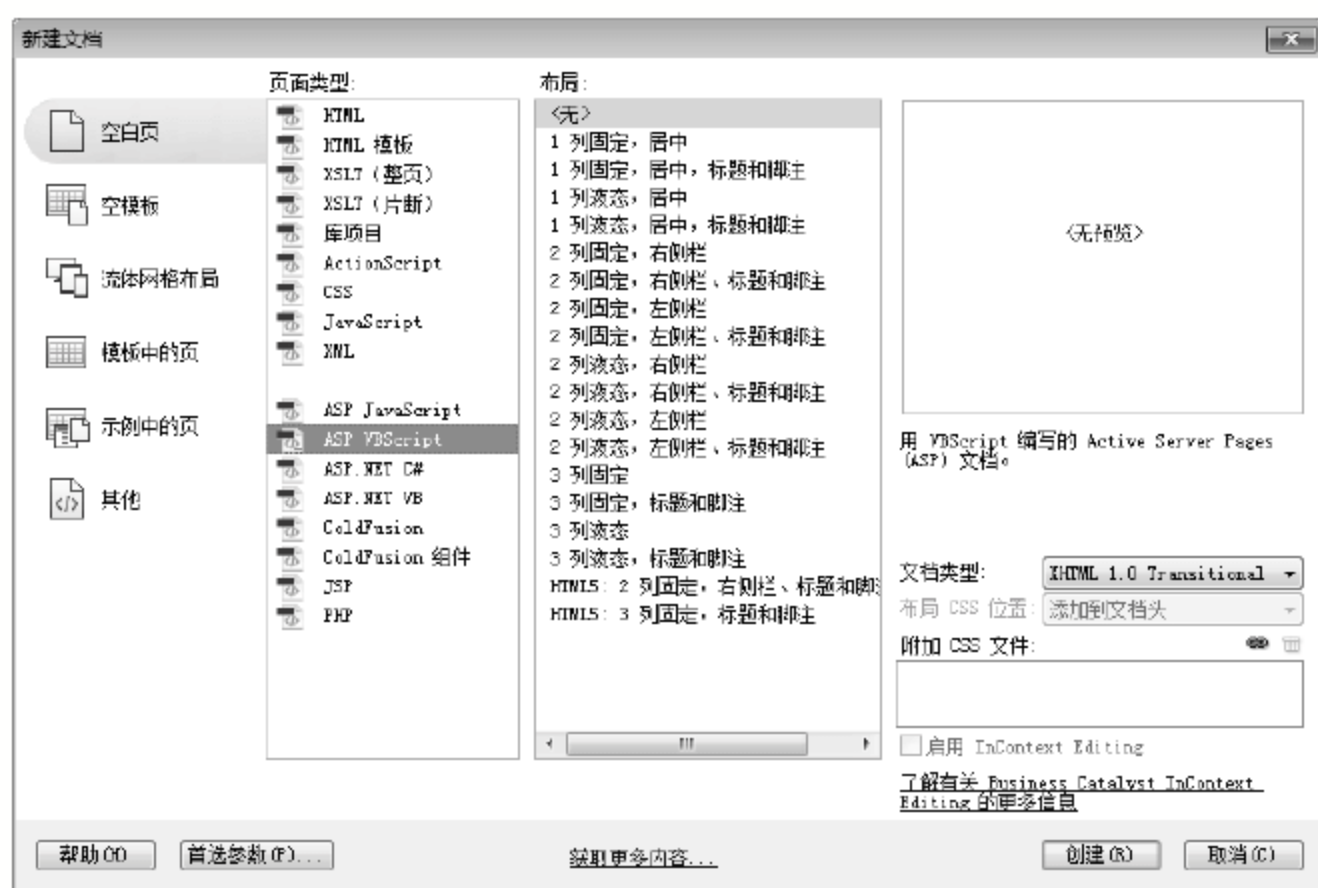 新建文档
空白页
空模板
流体网格布局
模板中的页
示例中的页
其他
页面类型:
HTML
HTML 模板
XSLT (整页)
XSLT (片断)
库项目
ActionScript
CSS
JavaScript
XML
ASP JavaScript
ASP VBScript
ASP.NET C#
ASP.NET VB
ColdFusion
ColdFusion 组件
JSP
PHP
布局:
<无>
1 列固定，居中
1 列固定，居中，标题和脚注
1 列液态，居中
1 列液态，居中，标题和脚注
2 列固定，右侧栏
2 列固定，右侧栏、标题和脚注
2 列固定，左侧栏
2 列固定，左侧栏、标题和脚注
2 列液态，右侧栏
2 列液态，右侧栏、标题和脚注
2 列液态，左侧栏
2 列液态，左侧栏、标题和脚注
3 列固定
3 列固定，标题和脚注
3 列液态
3 列液态，标题和脚注
HTML5: 2 列固定，右侧栏、标题和脚
HTML5: 3 列固定，标题和脚注
<无预览>
用 VBScript 编写的 Active Server Pages
(ASP) 文档。
文档类型: XHTML 1.0 Transitional
布局 CSS 位置: 添加到文档头
附加 CSS 文件:
启用 InContext Editing
了解有关 Business Catalyst InContext
Editing 的更多信息
帮助(H) 首选参数(P)... 获取更多内容... 创建(R) 取消(C)